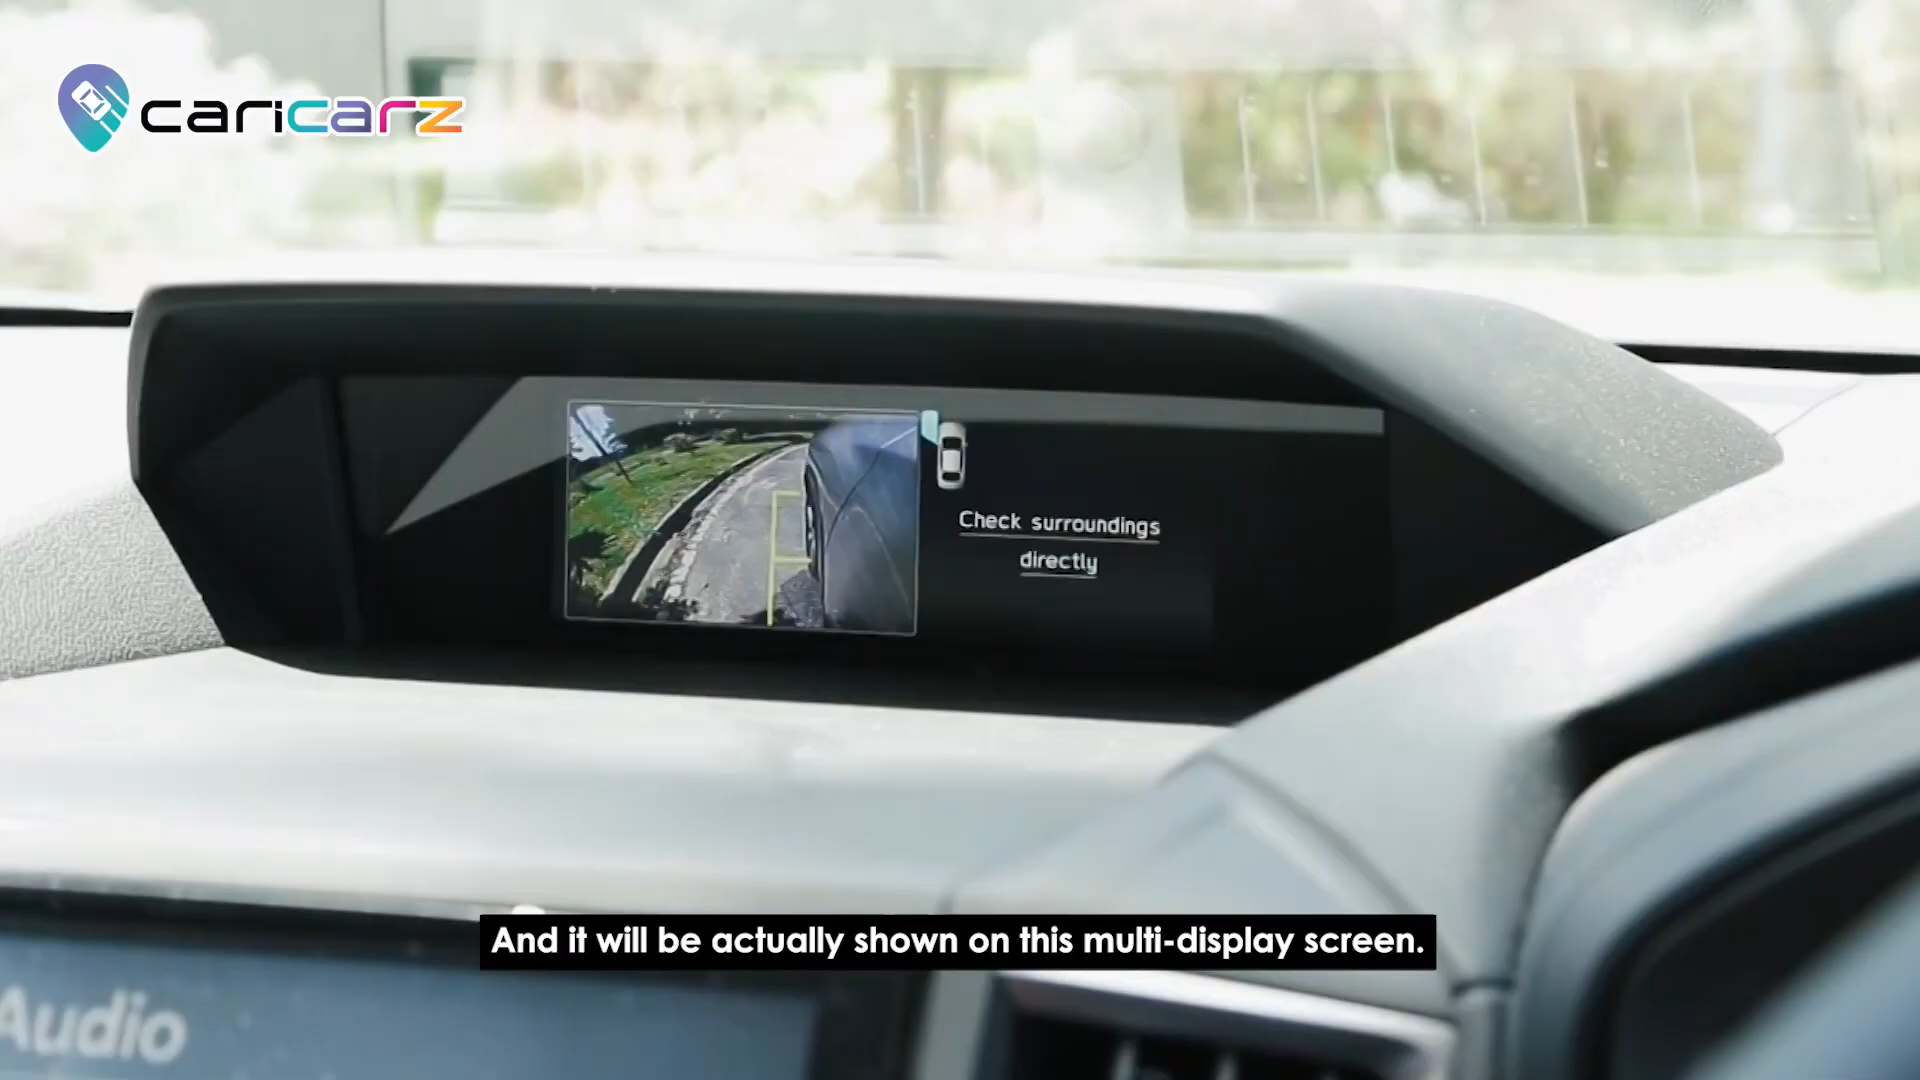 caricarz
Check surroundings
directly
And it will be actually shown on this multi-display screen.
Audio